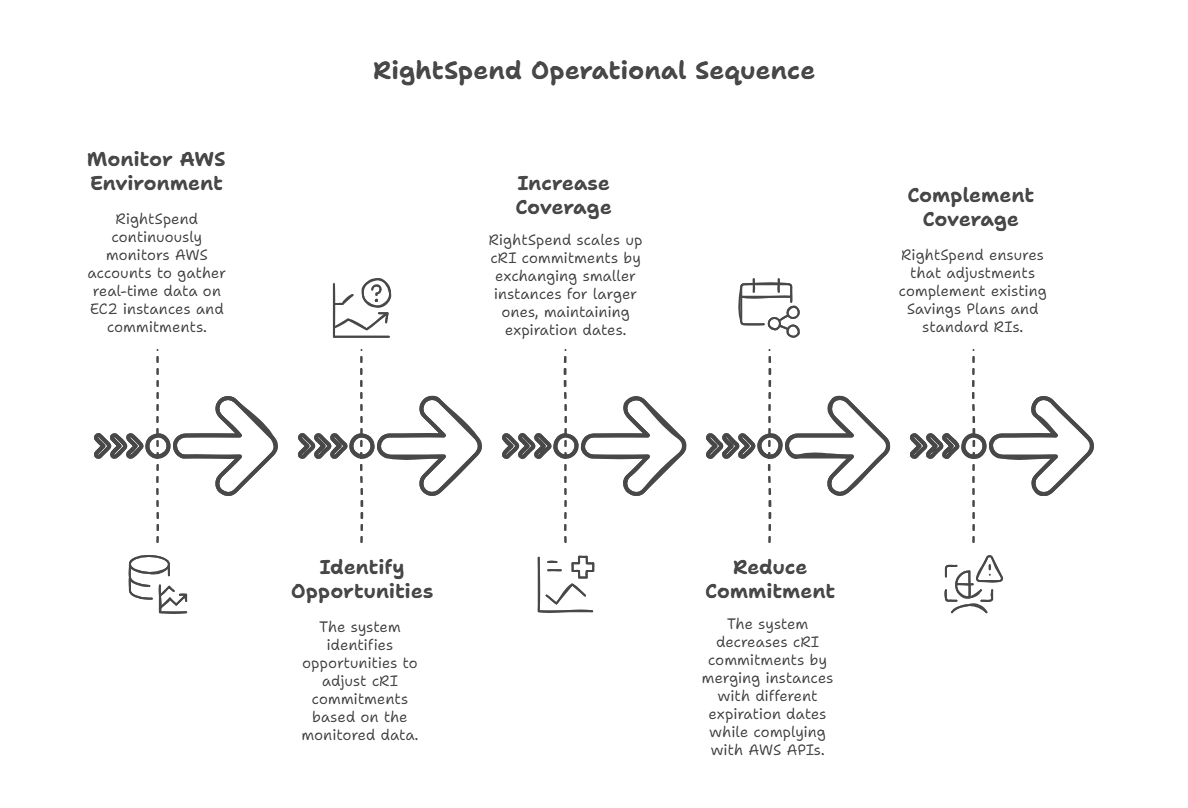 RightSpend Operational Sequence
Monitor AWS
Environment
RightSpend
continuously
monitors AWS
accounts to gather
real-time data on
EC2 instances and
commitments.
Identify
Opportunities
The system
identifies
opportunities to
adjust cRI
commitments
based on the
monitored data.
Increase
Coverage
RightSpend scales up
cRI commitments by
exchanging smaller
instances for larger
ones, maintaining
expiration dates.
Reduce
Commitment
The system
decreases cRI
commitments by
merging instances
with different
expiration dates
while complying
with AWS APIs.
Complement
Coverage
RightSpend ensures
that adjustments
complement existing
Savings Plans and
standard RIs.